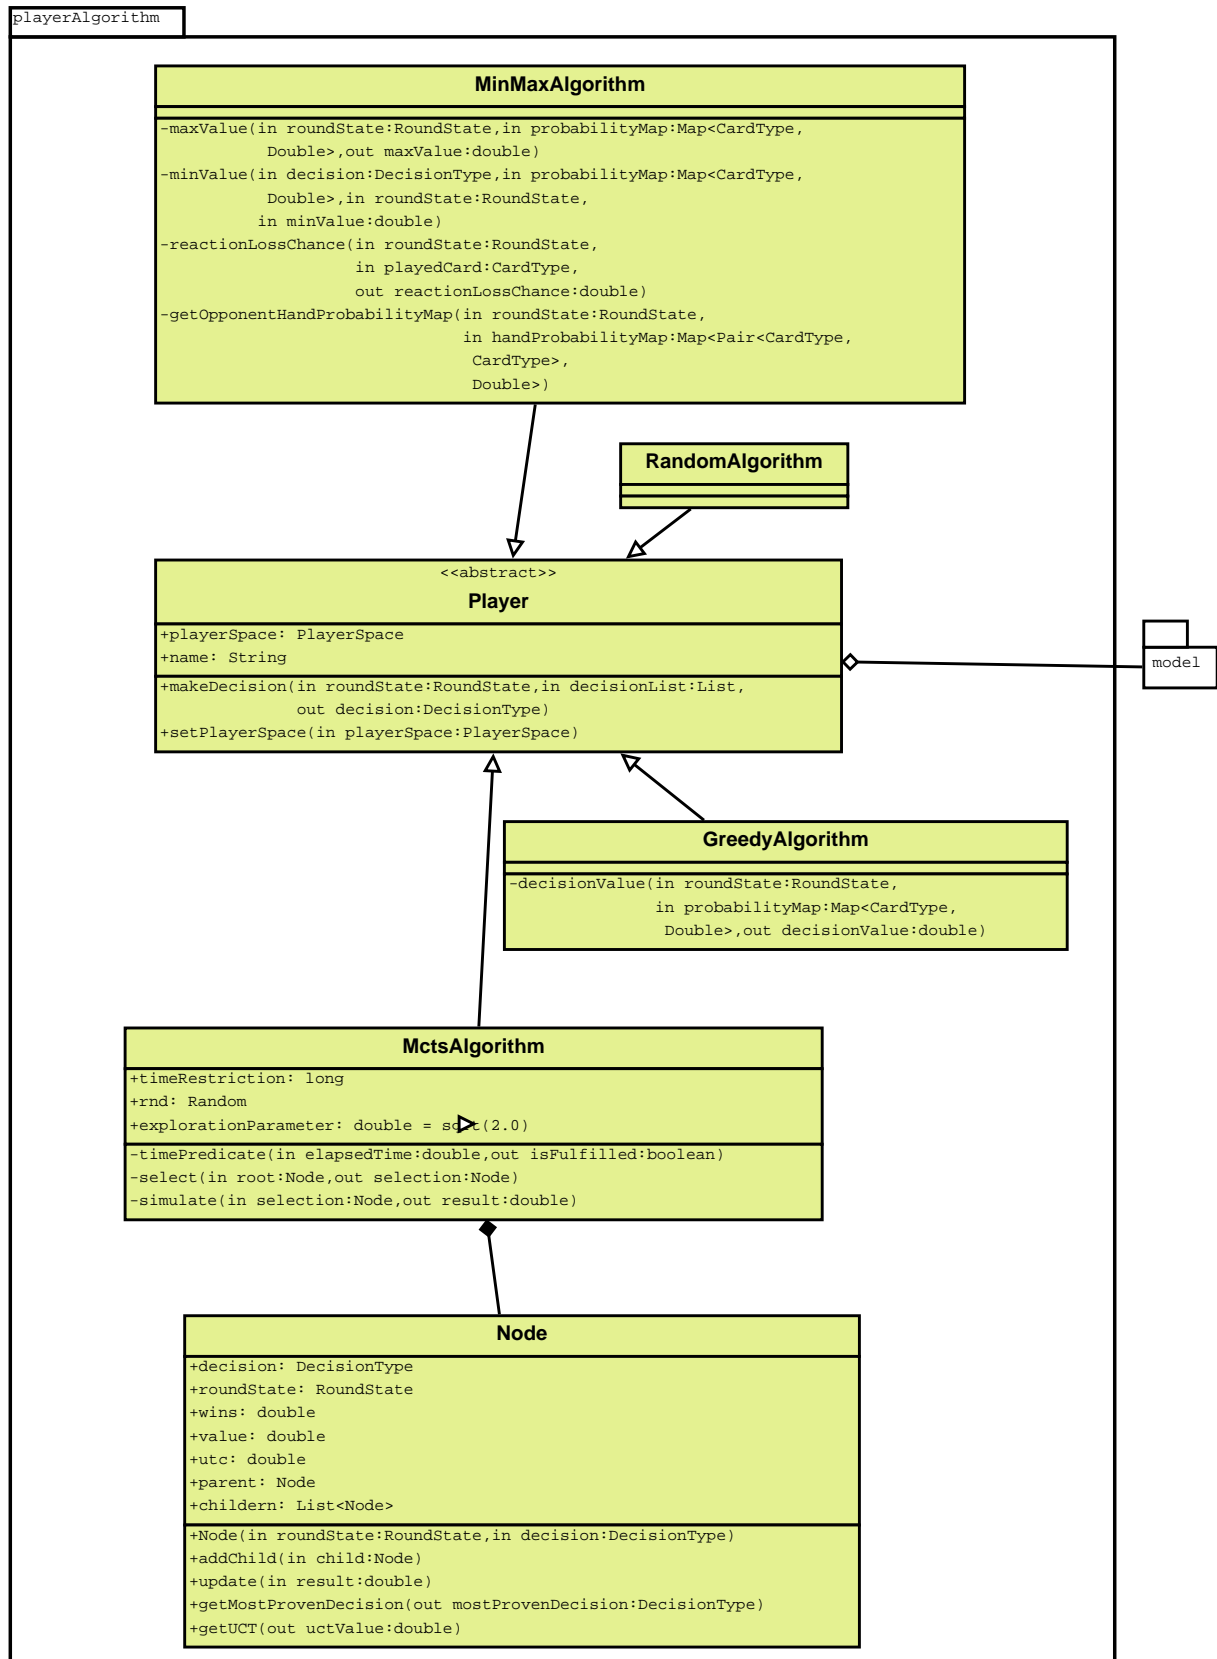 playerAlgorithm
MinMaxAlgorithm
-maxValue(in roundState:RoundState,in probabilityMap:Map<CardType,
Double>,out maxValue:double)
-minValue(in decision:DecisionType,in probabilityMap:Map<CardType,
Double>,in roundState:RoundState,
in minValue:double)
-reactionLossChance(in roundState:RoundState,
in playedCard:CardType,
out reactionLossChance:double)
-getOpponentHandProbabilityMap(in roundState:RoundState,
in handProbabilityMap:Map<Pair<CardType,
CardType>,
Double>)
RandomAlgorithm
<<abstract>>
Player
+playerSpace: PlayerSpace
+name: String
+makeDecision(in roundState:RoundState,in decisionList:List,
out decision:DecisionType)
+setPlayerSpace(in playerSpace:PlayerSpace)
model
GreedyAlgorithm
-decisionValue(in roundState:RoundState,
in probabilityMap:Map<CardType,
Double>,out decisionValue:double)
MctsAlgorithm
+timeRestriction: long
+rnd: Random
+explorationParameter: double = sqrt(2.0)
-timePredicate(in elapsedTime:double,out isFulfilled:boolean)
-select(in root:Node,out selection:Node)
-simulate(in selection:Node,out result:double)
Node
+decision: DecisionType
+roundState: RoundState
+wins: double
+value: double
+utc: double
+parent: Node
+childern: List<Node>
+Node(in roundState:RoundState,in decision:DecisionType)
+addChild(in child:Node)
+update(in result:double)
+getMostProvenDecision(out mostProvenDecision:DecisionType)
+getUCT(out uctValue:double)